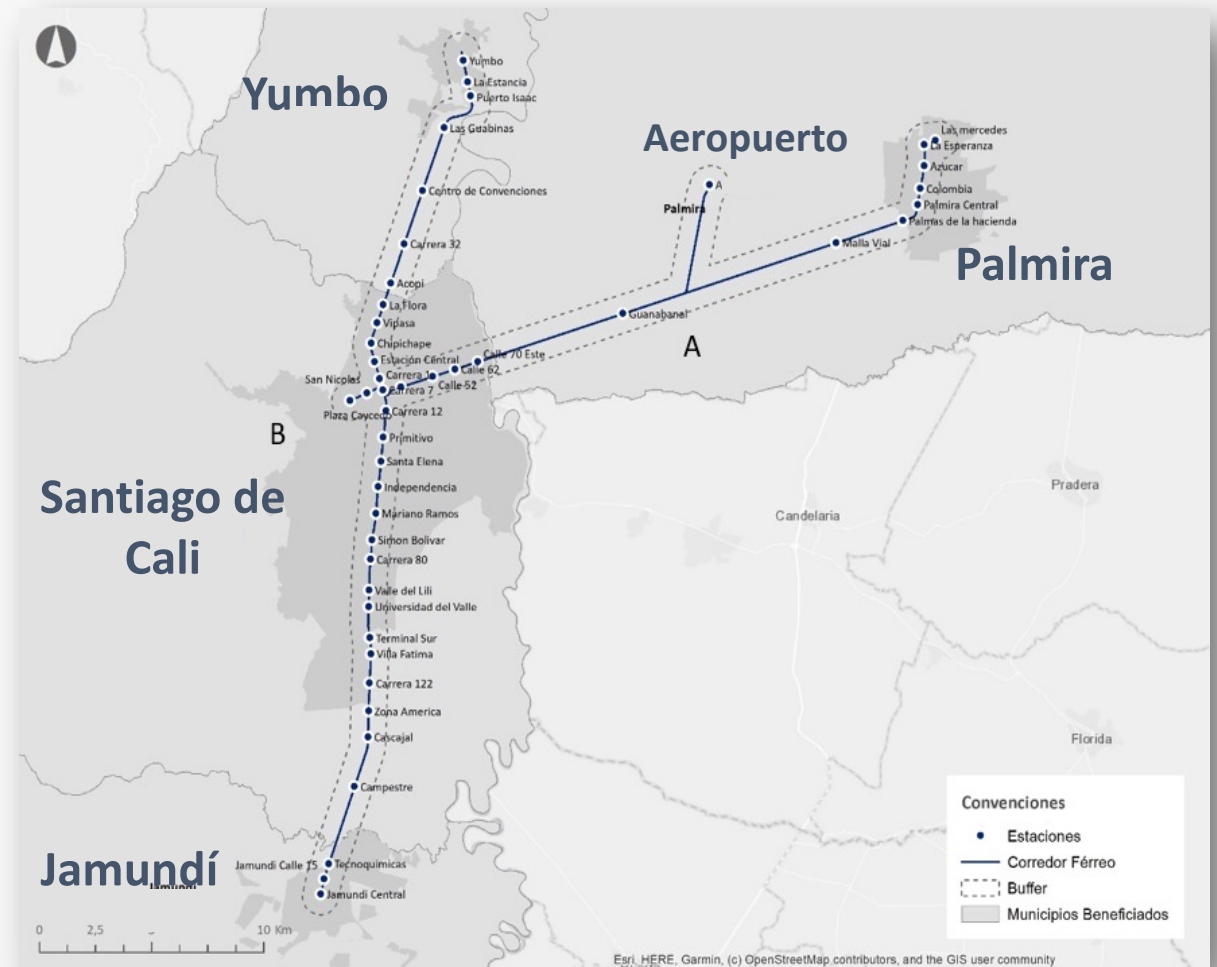 Yumbo
Yumbo
La Estancia
Puerto Isaac
Las Guabinas
Centro de Convenciones
Carrera 32
Acopi
La Flora
Vipasa
Chipichape
Estación Central
Carrera 1
San Nicolas
Carrera 7
Plaza Caycedo
Carrera 12
Calle 52
Calle 62
Calle 70 Este
Guanabanal
Aeropuerto
A
Palmira
Malla Vial
Las mercedes
La Esperanza
Azucar
Colombia
Palmira Central
Palmas de la hacienda
Palmira
A
B
Santiago de
Cali
Primitivo
Santa Elena
Independencia
Mariano Ramos
Simon Bolivar
Carrera 80
Valle del Lili
Universidad del Valle
Terminal Sur
Villa Fatima
Carrera 122
Zona America
Cascajal
Campestre
Jamundí
Jamundi Calle 15
Tecnoquimicas
Jamundi Central
Candelaria
Pradera
Florida
Convenciones
Estaciones
Corredor Férreo
Buffer
Municipios Beneficiados
0 2,5 10 Km
Esri, HERE, Garmin, (c) OpenStreetMap contributors, and the GIS user community